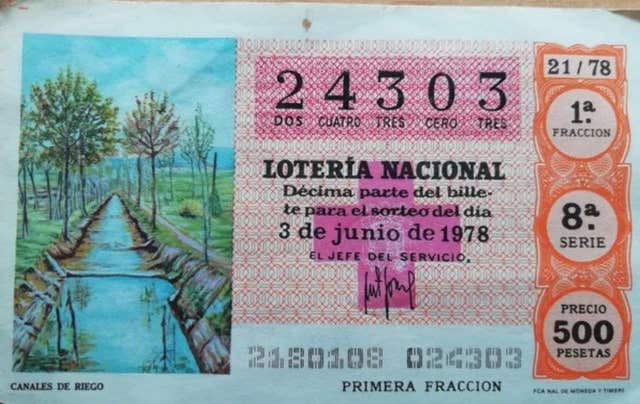 24303
DOS CUATRO TRES CERO TRES
LOTERÍA NACIONAL
Décima parte del bille-
te para el sorteo del día
3 de junio de 1978
EL JEFE DEL SERVICIO,
2180108 024303
PRIMERA FRACCION
CANALES DE RIEGO
21/78
1.ª
FRACCION
8.ª
SERIE
PRECIO
500
PESETAS
FCA NAL DE MONEDA Y TIMBRE